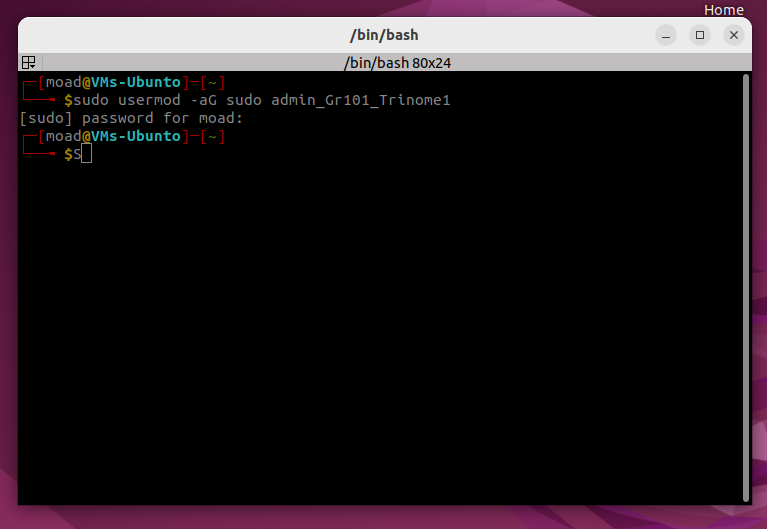 Home
/bin/bash
/bin/bash 80x24
┌─[moad@VMs-Ubunto]─[~]
└──╼ $sudo usermod -aG sudo admin_Gr101_Trinome1
[sudo] password for moad:
┌─[moad@VMs-Ubunto]─[~]
└──╼ $S